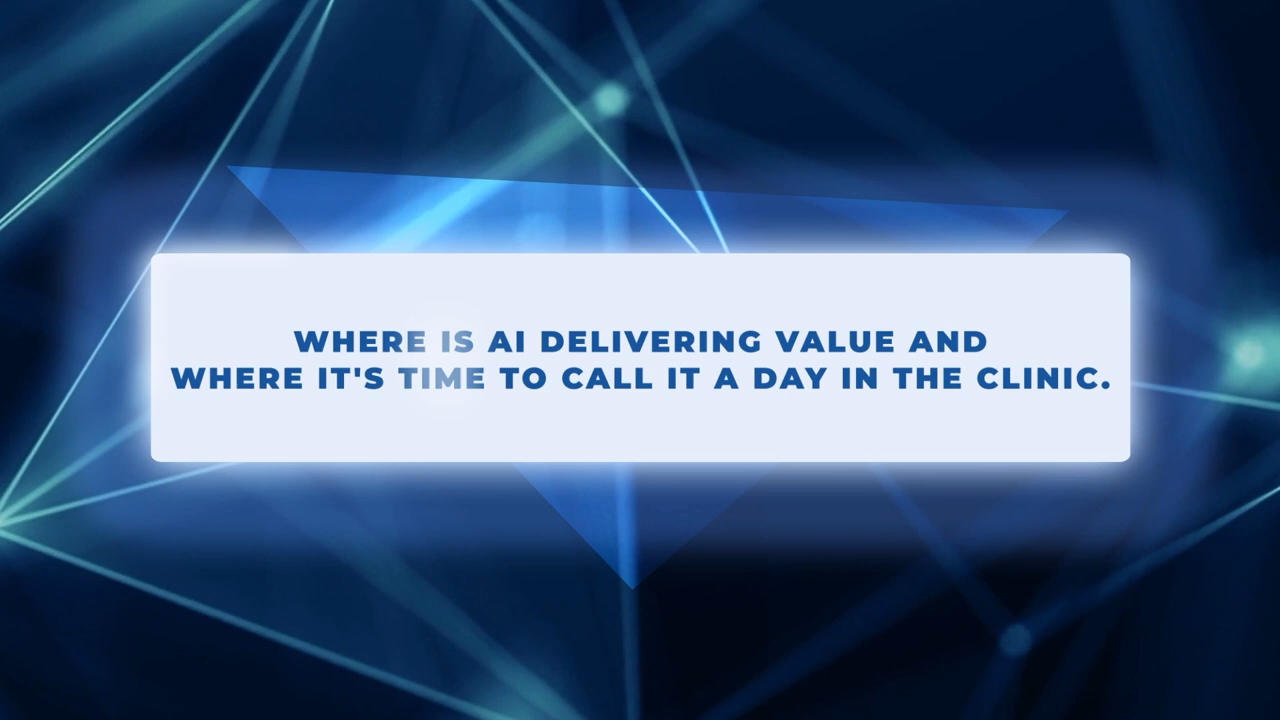 WHERE IS AI DELIVERING VALUE AND
WHERE IT'S TIME TO CALL IT A DAY IN THE CLINIC.